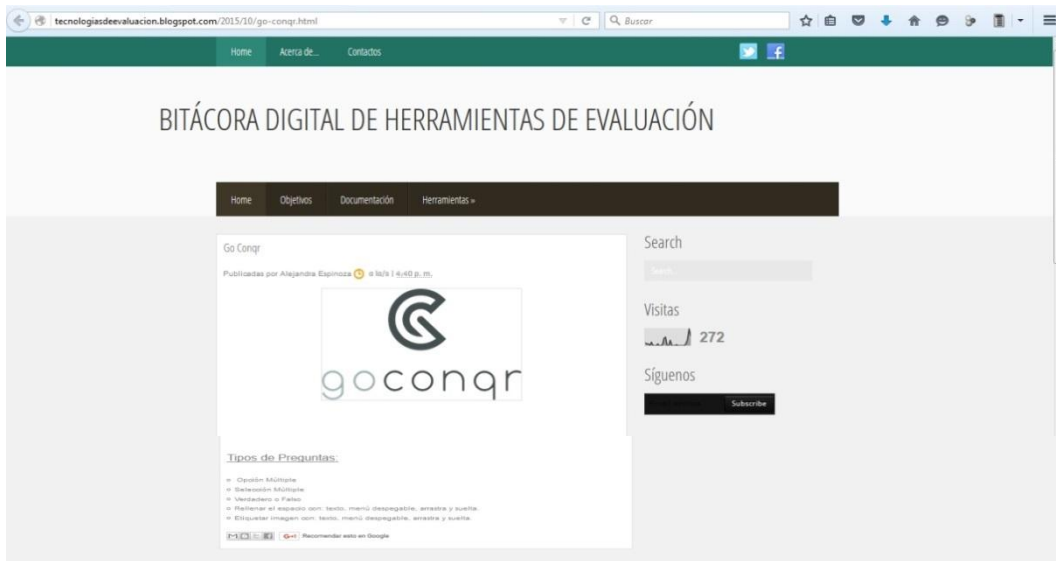 tecnologiasdeevaluacion.blogspot.com/2015/10/go-conqr.html
Buscar
Home Acerca de... Contactos
BITÁCORA DIGITAL DE HERRAMIENTAS DE EVALUACIÓN
Home Objetivos Documentación Herramientas »
Go Conqr
Publicadas por Alejandra Espinoza a la/s | 4:40 p. m.
goconqr
Tipos de Preguntas:
Opción Múltiple
Selección Múltiple
Verdadero o Falso
Rellenar el espacio con: texto, menú despegable, arrastra y suelta.
Etiquetar imagen con: texto, menú despegable, arrastra y suelta.
G+1 Recomendar esto en Google
Search
Search...
Visitas
272
Síguenos
Subscribe